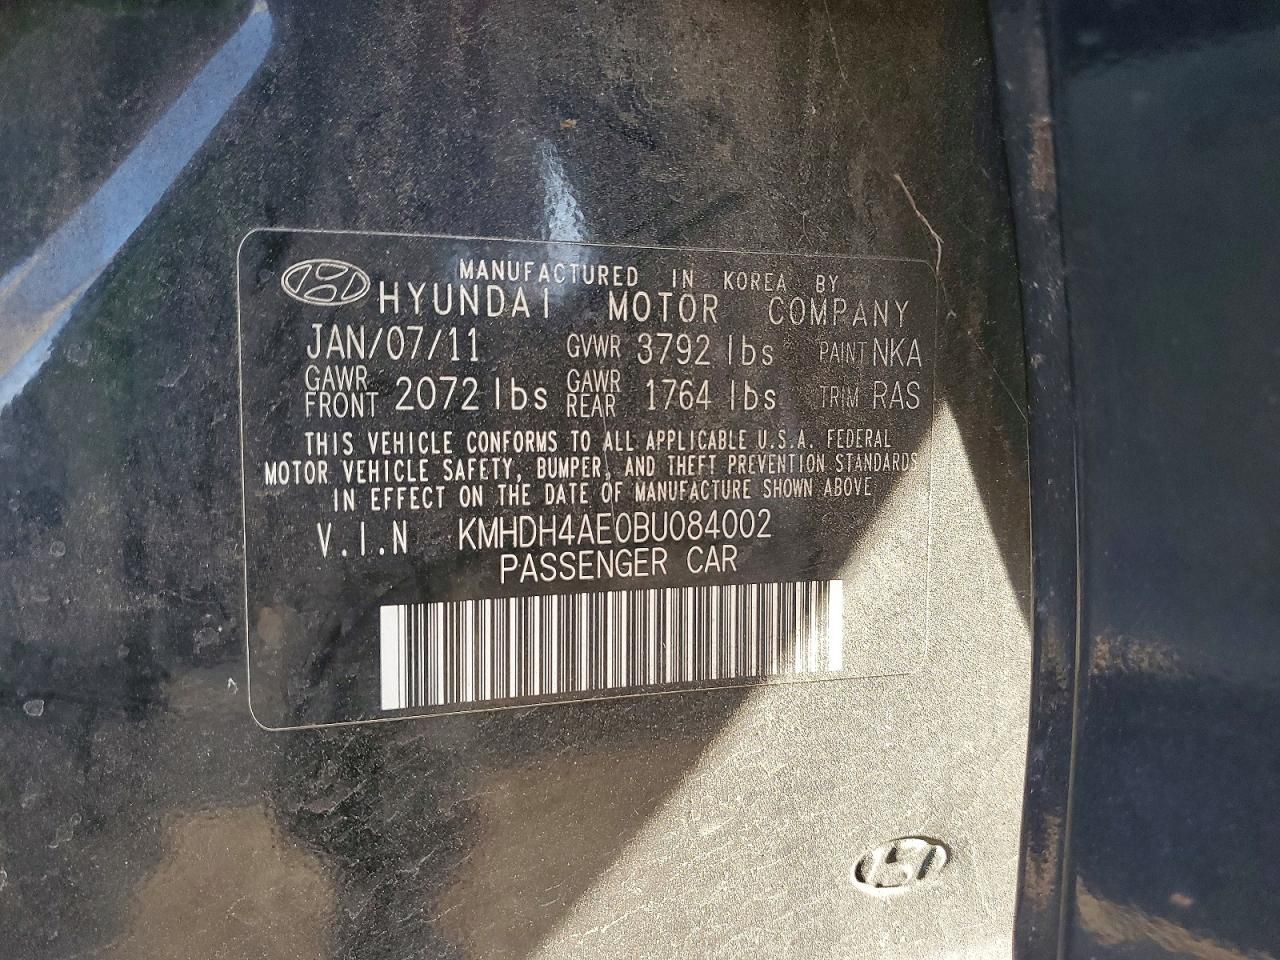 MANUFACTURED IN KOREA BY
HYUNDAI MOTOR COMPANY
JAN/07/11 GVWR 3792 lbs PAINT NKA
GAWR FRONT 2072 lbs GAWR REAR 1764 lbs TRIM RAS
THIS VEHICLE CONFORMS TO ALL APPLICABLE U.S.A. FEDERAL
MOTOR VEHICLE SAFETY, BUMPER, AND THEFT PREVENTION STANDARDS
IN EFFECT ON THE DATE OF MANUFACTURE SHOWN ABOVE
V.I.N KMHDH4AE0BU084002
PASSENGER CAR